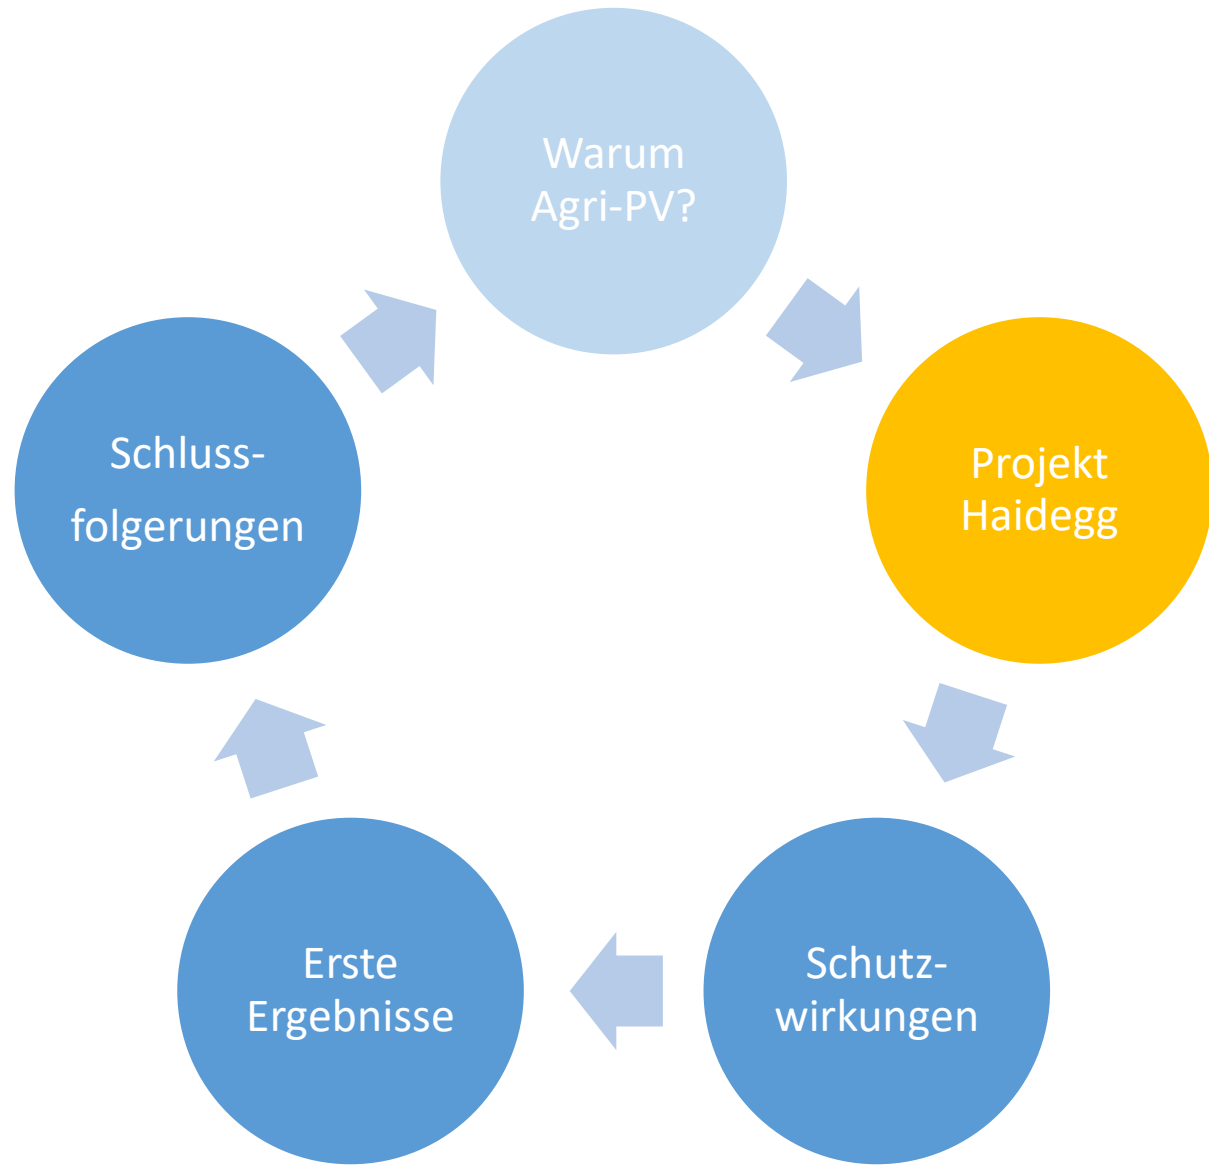 Warum
Agri-PV?
Projekt
Haidegg
Schutz-
wirkungen
Erste
Ergebnisse
Schluss-
folgerungen